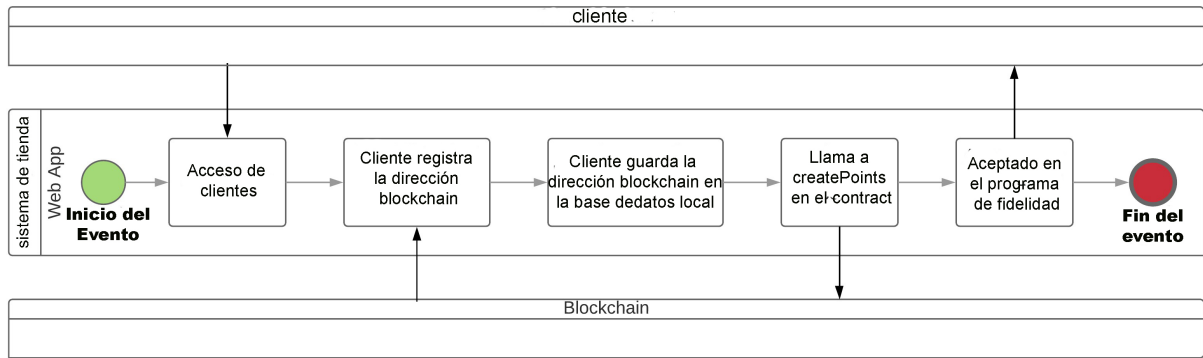 cliente
sistema de tienda
Web App
Inicio del
Evento
Acceso de
clientes
Cliente registra
la dirección
blockchain
Cliente guarda la
dirección blockchain en
la base dedatos local
Llama a
createPoints
en el contract
Aceptado en
el programa
de fidelidad
Fin del
evento
Blockchain